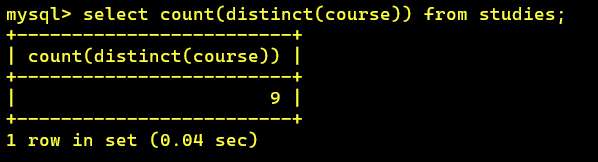 mysql> select count(distinct(course)) from studies;
+-------------------------+
| count(distinct(course)) |
+-------------------------+
|                       9 |
+-------------------------+
1 row in set (0.04 sec)